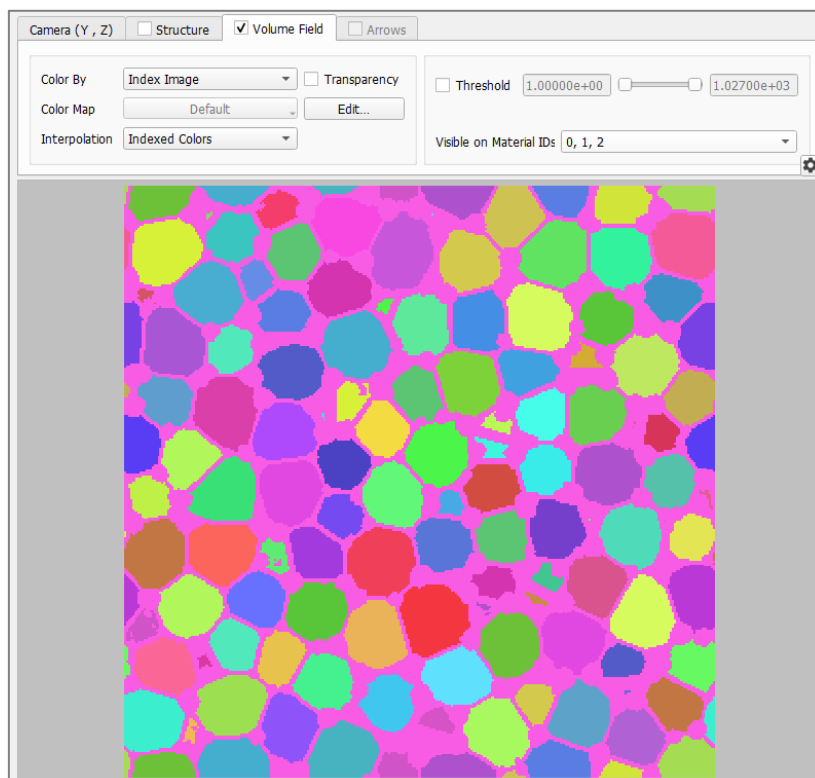 Camera (Y , Z) Structure Volume Field Arrows
Color By Index Image Transparency Threshold 1.00000e+00 1.02700e+03
Color Map Default Edit...
Interpolation Indexed Colors Visible on Material IDs 0, 1, 2